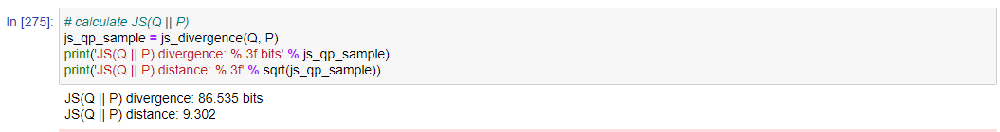 In [275]:
# calculate JS(Q || P)
js_qp_sample = js_divergence(Q, P)
print('JS(Q || P) divergence: %.3f bits' % js_qp_sample)
print('JS(Q || P) distance: %.3f' % sqrt(js_qp_sample))
JS(Q || P) divergence: 86.535 bits
JS(Q || P) distance: 9.302